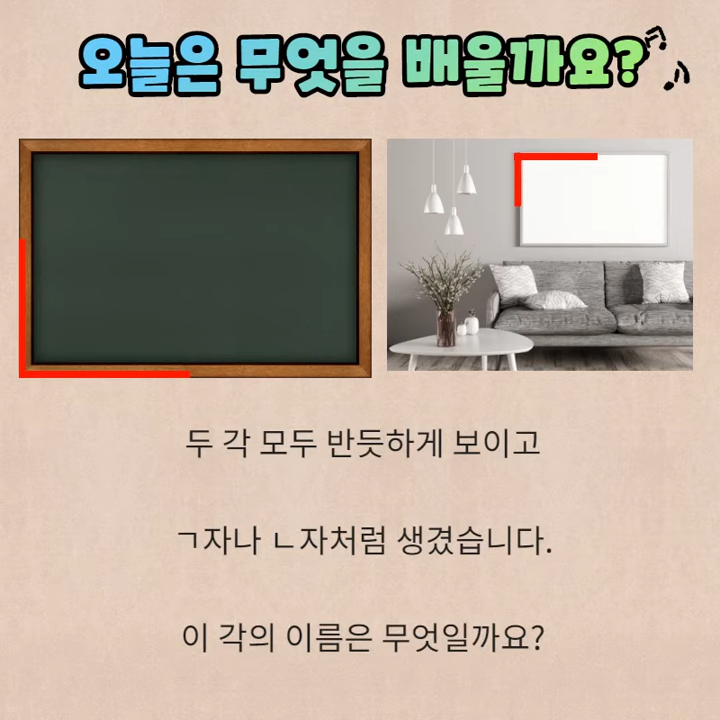 오늘은 무엇을 배울까요?
두 각 모두 반듯하게 보이고
ㄱ자나 ㄴ자처럼 생겼습니다.
이 각의 이름은 무엇일까요?